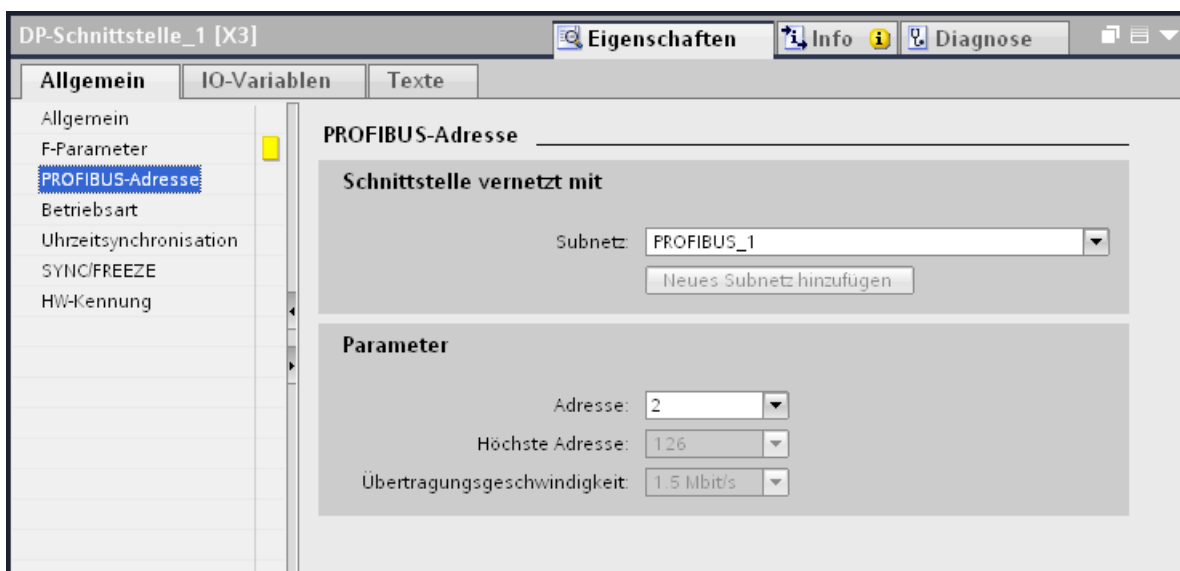 DP-Schnittstelle_1 [X3]
Eigenschaften
Info
Diagnose
Allgemein
IO-Variablen
Texte
Allgemein
F-Parameter
PROFIBUS-Adresse
Betriebsart
Uhrzeitsynchronisation
SYNC/FREEZE
HW-Kennung
PROFIBUS-Adresse
Schnittstelle vernetzt mit
Subnetz: PROFIBUS_1
Neues Subnetz hinzufügen
Parameter
Adresse: 2
Höchste Adresse: 126
Übertragungsgeschwindigkeit: 1.5 Mbit/s